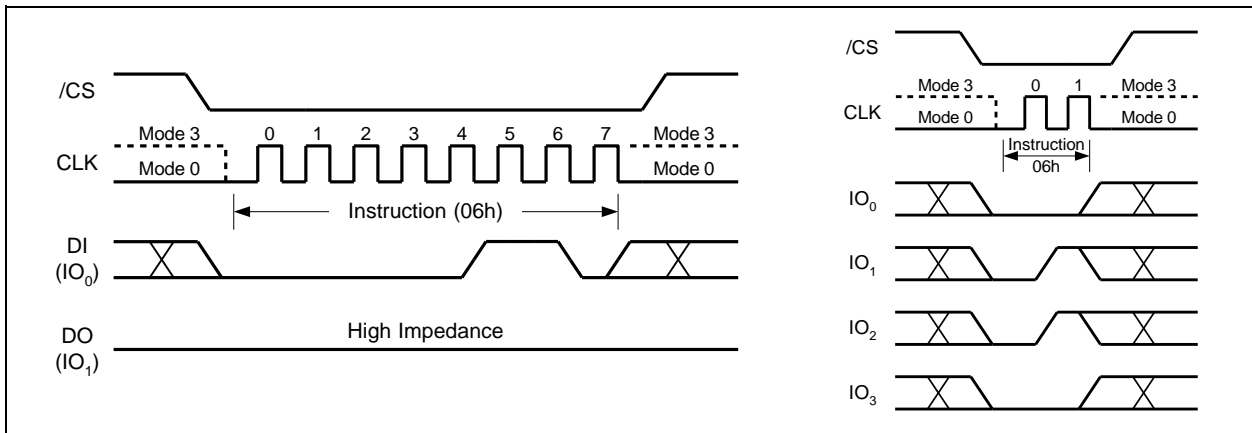 /CS
Mode 3 0 1 2 3 4 5 6 7 Mode 3
CLK Mode 0 Mode 0
Instruction (06h)
DI
(IO0)
DO High Impedance
(IO1)
/CS
Mode 3 0 1 Mode 3
CLK Mode 0 Mode 0
Instruction
06h
IO0
IO1
IO2
IO3